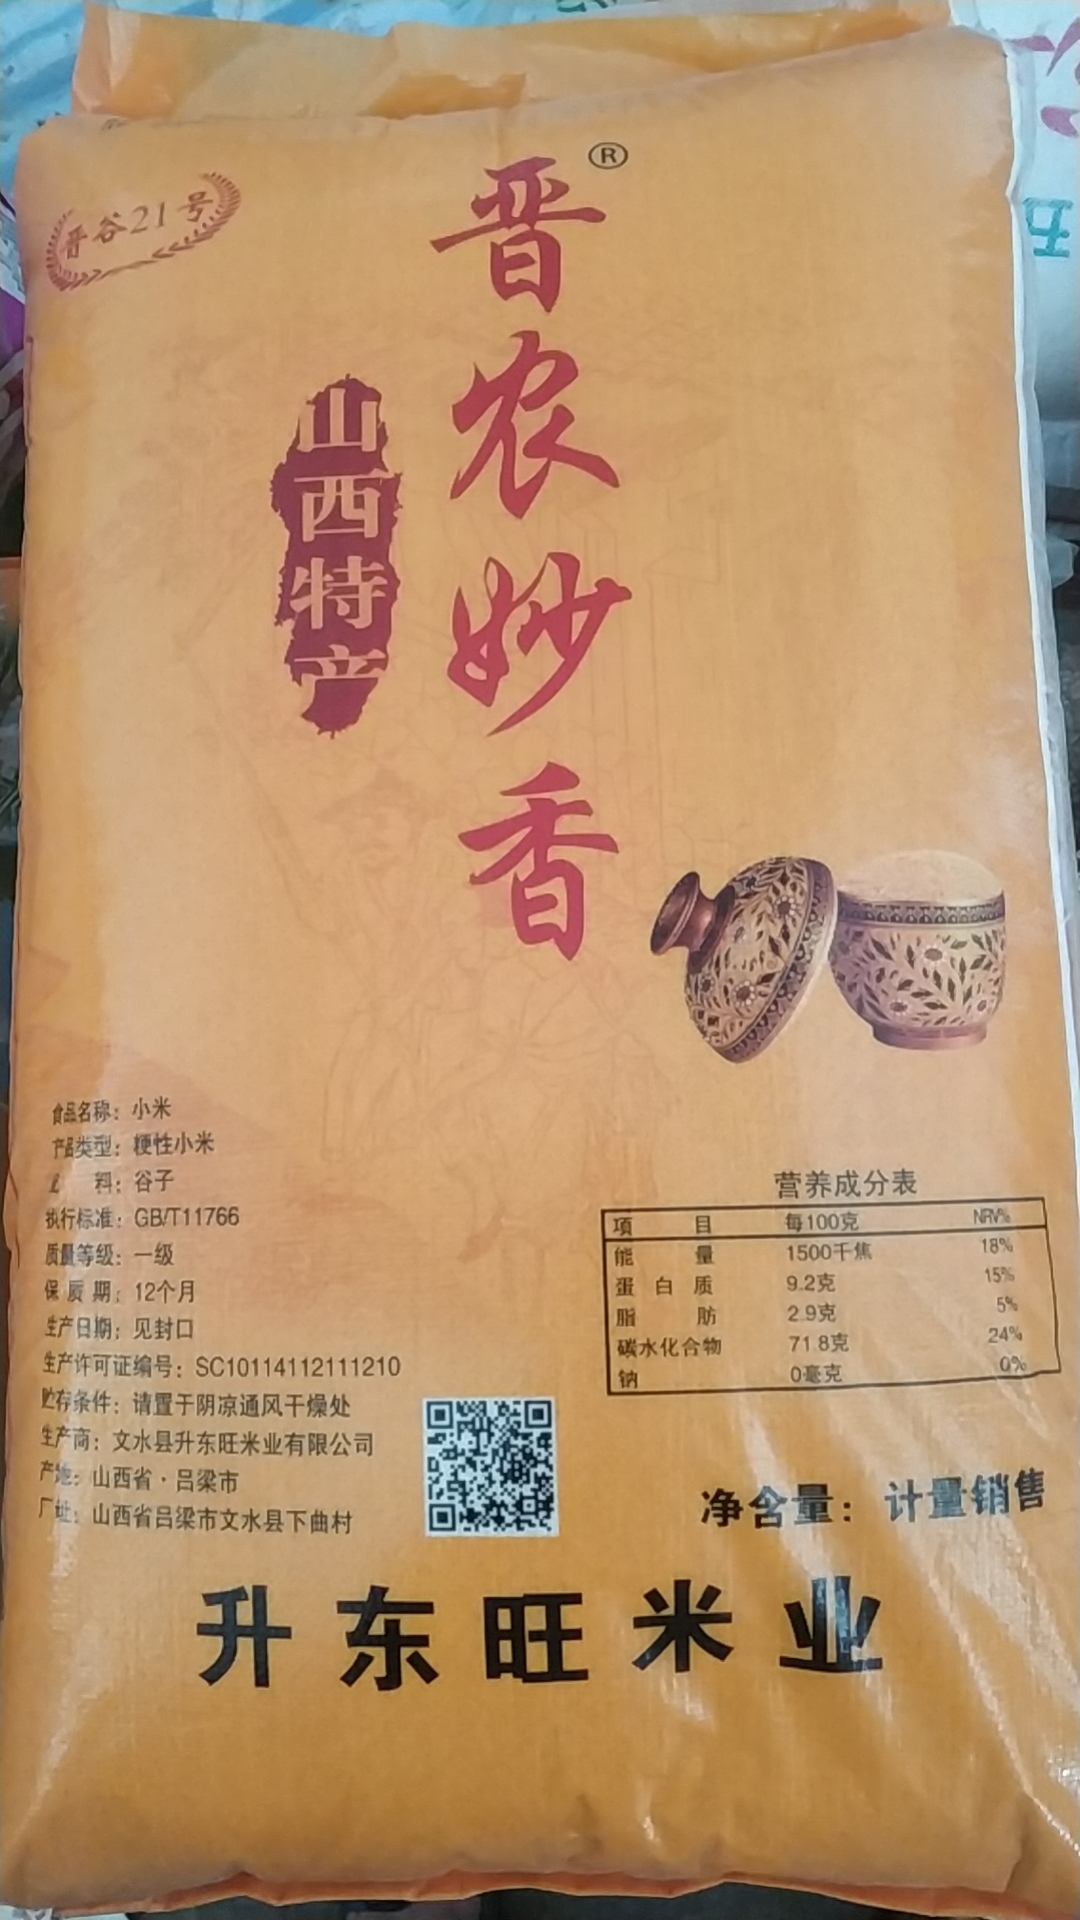 晋谷21号
晋农妙香®
山西特产
食品名称：小米
产品类型：粳性小米
料：谷子
执行标准：GB/T11766
质量等级：一级
保质期：12个月
生产日期：见封口
生产许可证编号：SC10114112111210
贮存条件：请置于阴凉通风干燥处
生产商：文水县升东旺米业有限公司
产地：山西省·吕梁市
厂址：山西省吕梁市文水县下曲村
营养成分表
項目 每100克 NRV%
能量 1500千焦 18%
蛋白质 9.2克 15%
脂肪 2.9克 5%
碳水化合物 71.8克 24%
钠 0毫克 0%
净含量：计量销售
升东旺米业